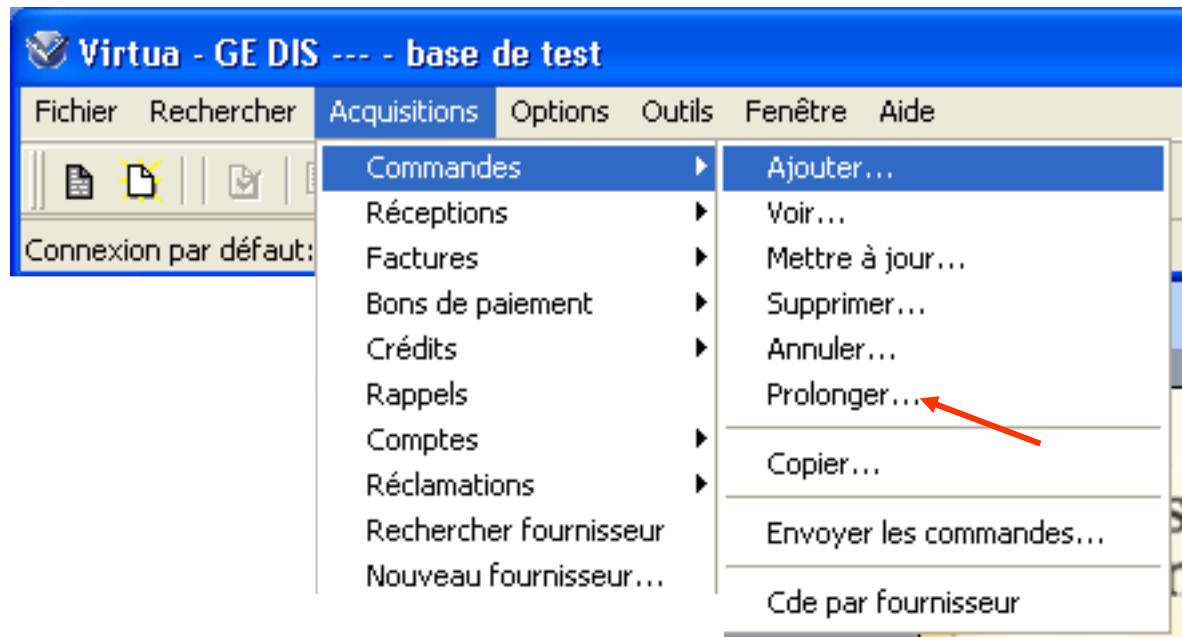 Virtua - GE DIS --- - base de test
Fichier Rechercher Acquisitions Options Outils Fenêtre Aide
Connexion par défaut:
Commandes
Réceptions
Factures
Bons de paiement
Crédits
Rappels
Comptes
Réclamations
Rechercher fournisseur
Nouveau fournisseur...
Ajouter...
Voir...
Mettre à jour...
Supprimer...
Annuler...
Prolonger...
Copier...
Envoyer les commandes...
Cde par fournisseur